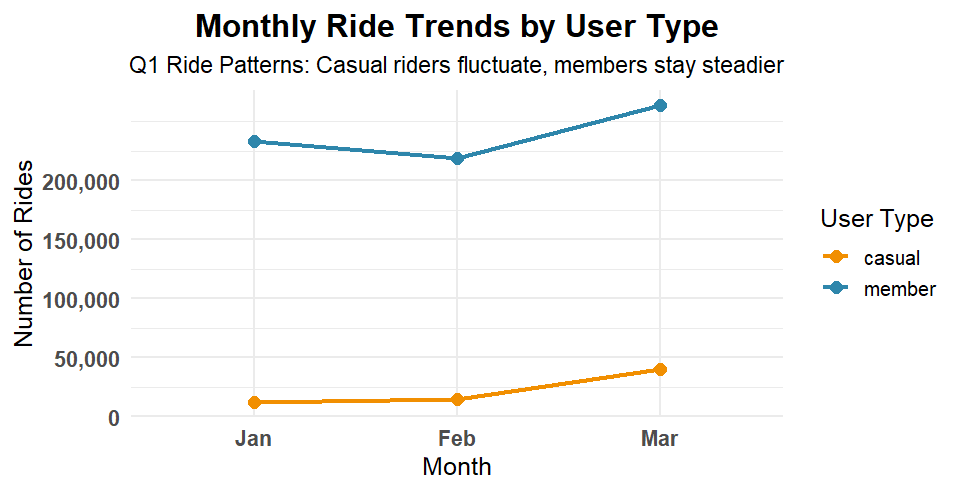 Monthly Ride Trends by User Type
Q1 Ride Patterns: Casual riders fluctuate, members stay steadier
Number of Rides
200,000
150,000
100,000
50,000
0
Jan Feb Mar
Month
User Type
casual
member